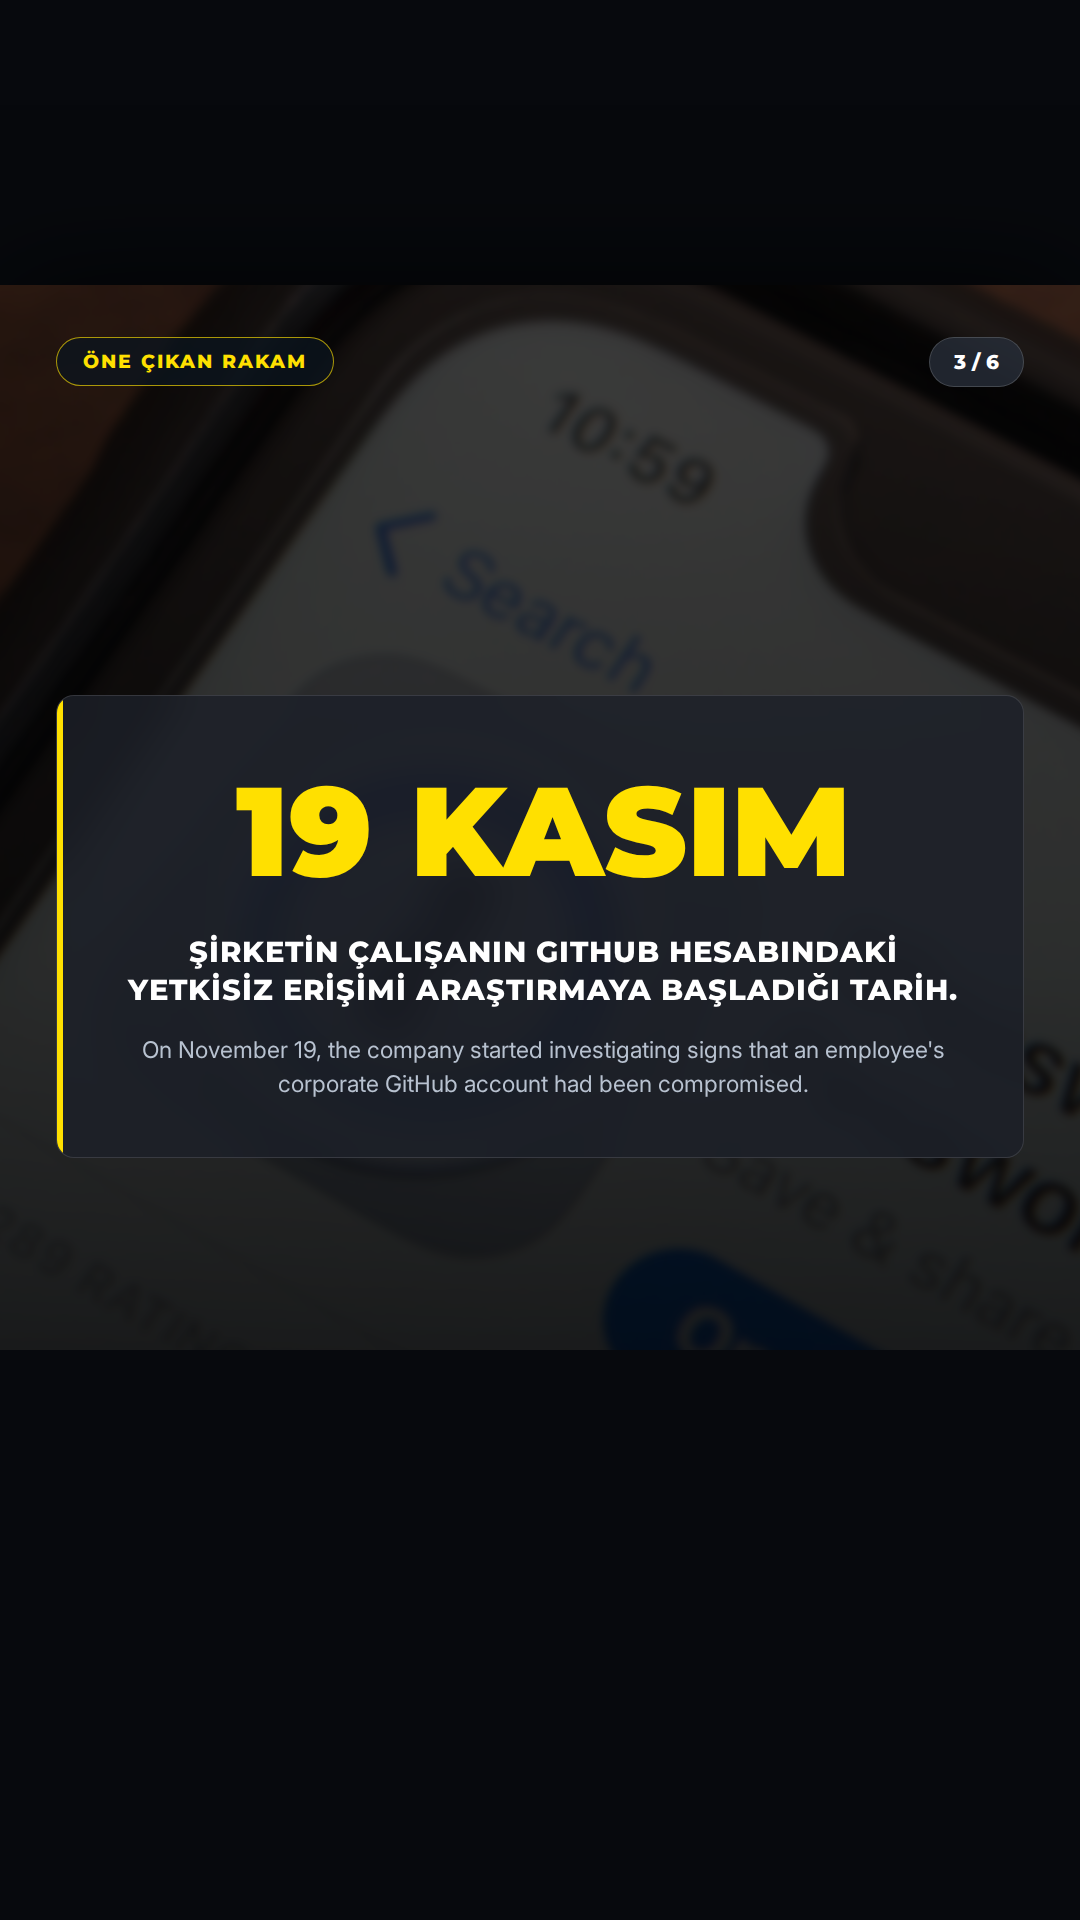 ÖNE ÇIKAN RAKAM
3 / 6
10:59
Search
19 KASIM
ŞİRKETİN ÇALIŞANIN GITHUB HESABINDAKİ
YETKİSİZ ERİŞİMİ ARAŞTIRMAYA BAŞLADIĞI TARİH.
On November 19, the company started investigating signs that an employee's
corporate GitHub account had been compromised.
Save & share